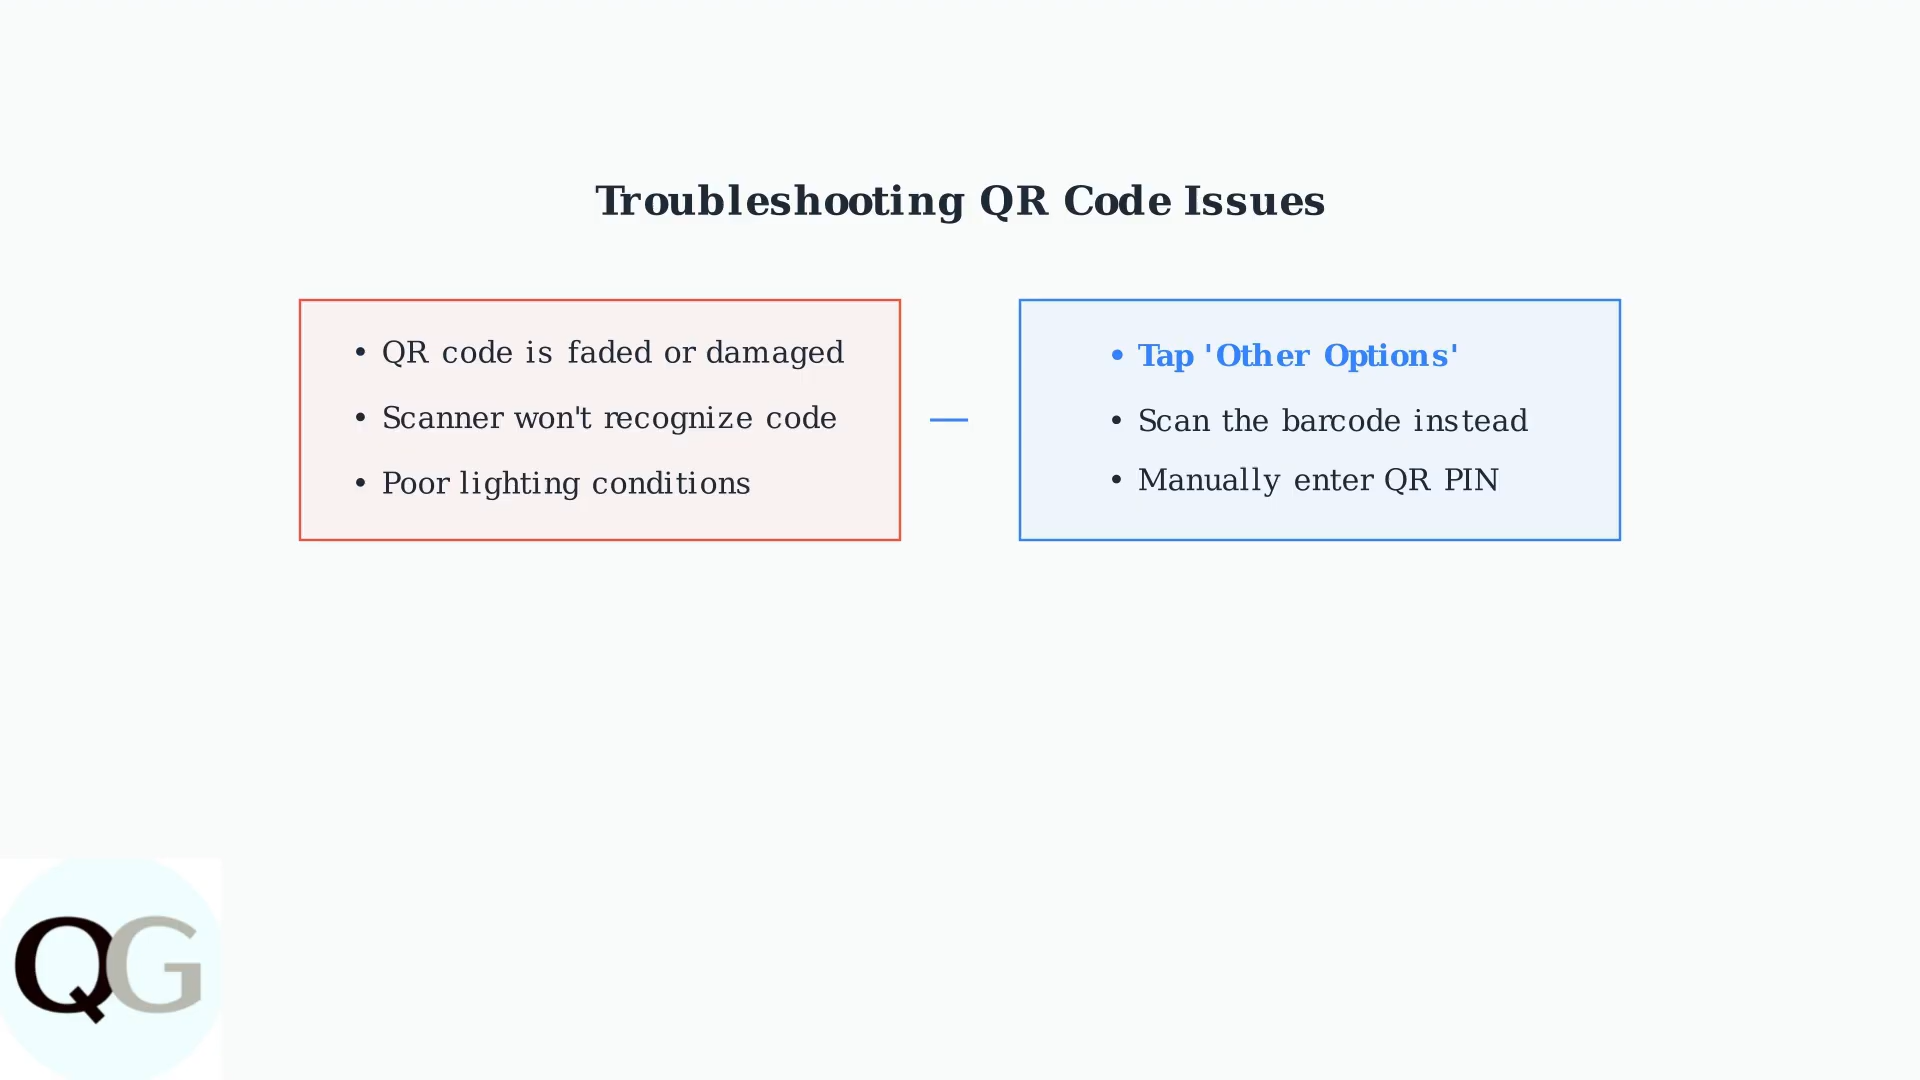 Troubleshooting QR Code Issues
• QR code is faded or damaged
• Scanner won't recognize code
• Poor lighting conditions
• Tap 'Other Options'
• Scan the barcode instead
• Manually enter QR PIN
QG